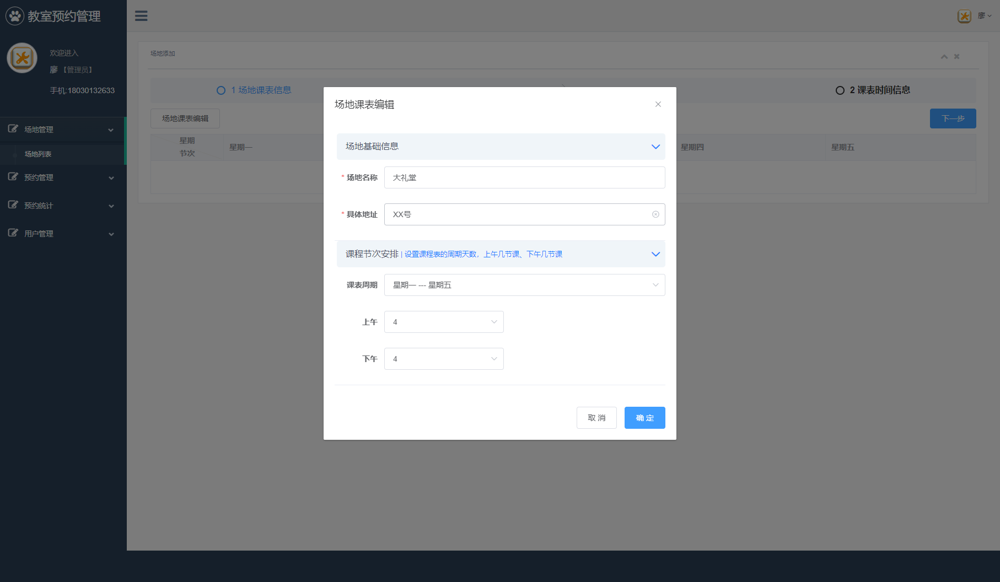 教室预约管理
廖
欢迎进入
廖 【管理员】
手机:18030132633
场地管理
场地列表
预约管理
预约统计
用户管理
场地添加
1 场地课表信息
2 课表时间信息
场地课表编辑
下一步
星期
节次
星期一
星期四
星期五
场地课表编辑
场地基础信息
* 场地名称
大礼堂
* 具体地址
XX号
课程节次安排 | 设置课程表的周期天数，上午几节课、下午几节课
课表周期
星期一 --- 星期五
上午
4
下午
4
取 消
确 定